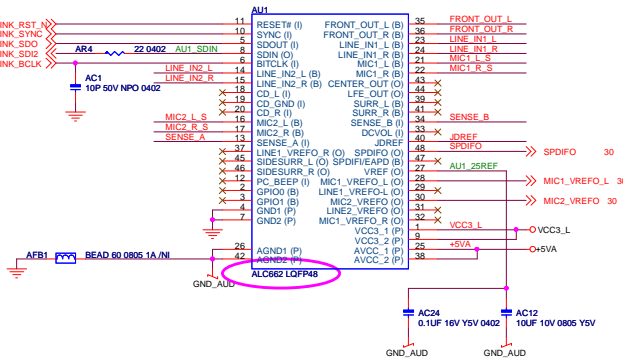 AU1
INK_RST_N
INK_SYNC
INK_SDO
INK_SDI2
INK_BCLK
AR4 22 0402 AU1_SDIN
AC1
10P 50V NPO 0402
LINE_IN2_L
LINE_IN2_R
MIC2_L_S
MIC2_R_S
SENSE_A
11 RESET# (I) FRONT_OUT_L (B) 35 FRONT_OUT_L
10 SYNC (I) FRONT_OUT_R (B) 36 FRONT_OUT_R
5 SDOUT (I) LINE_IN1_L (B) 23 LINE_IN1_L
8 SDIN (O) LINE_IN1_R (B) 24 LINE_IN1_R
6 BITCLK (I) MIC1_L (B) 21 MIC1_L_S
14 LINE_IN2_L (B) MIC1_R (B) 22 MIC1_R_S
15 LINE_IN2_R (B) CENTER_OUT (O) 43
18 CD_L (I) LFE_OUT (O) 44
19 CD_GND (I) SURR_L (B) 39
20 CD_R (I) SURR_R (B) 41
16 MIC2_L (B) SENSE_B (I) 34 SENSE_B
17 MIC2_R (B) DCVOL (I) 33
13 SENSE_A (I) JDREF 40 JDREF
37 LINE1_VREFO_R (O) SPDIFO (O) 48 SPDIFO SPDIFO 30
45 SIDESURR_L (O) SPDIFI/EAPD (B) 47
46 SIDESURR_R (O) VREF (O) 27 AU1_25REF
12 PC_BEEP (I) MIC1_VREFO_L (O) 28 MIC1_VREFO_L 30
2 GPIO0 (B) LINE1_VREFO-L (O) 29
3 GPIO1 (B) MIC2_VREFO (O) 30 MIC2_VREFO 30
4 GND1 (P) LINE2_VREFO (O) 31
7 GND2 (P) MIC1_VREFO_R (O) 32
VCC3_1 (P) 1 VCC3_L VCC3_L
VCC3_2 (P) 9
26 AGND1 (P) AVCC_1 (P) 25 +5VA +5VA
42 AGND2 (P) AVCC_2 (P) 38
AFB1 BEAD 60 0805 1A /NI
ALC662 LQFP48
GND_AUD
AC24
0.1UF 16V Y5V 0402
AC12
10UF 10V 0805 Y5V
GND_AUD
GND_AUD